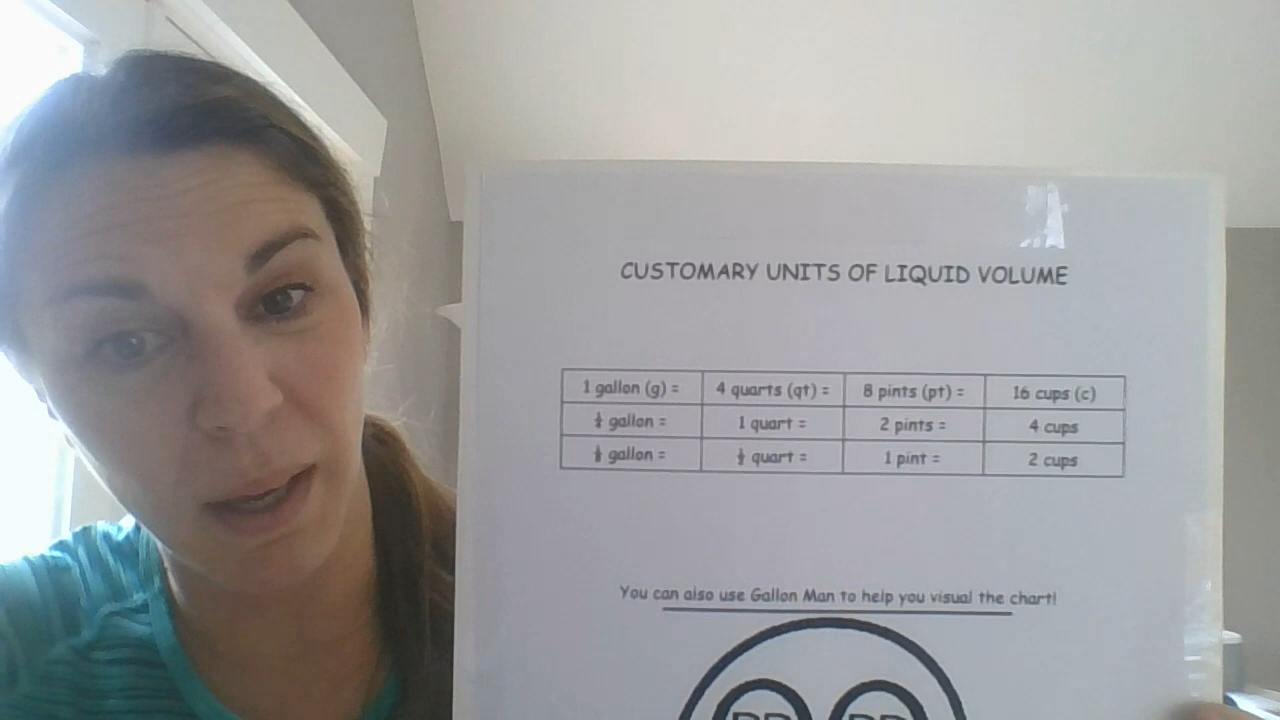 CUSTOMARY UNITS OF LIQUID VOLUME
1 gallon (g) = 4 quarts (qt) = 8 pints (pt) = 16 cups (c)
¼ gallon = 1 quart = 2 pints = 4 cups
⅛ gallon = ½ quart = 1 pint = 2 cups
You can also use Gallon Man to help you visual the chart!